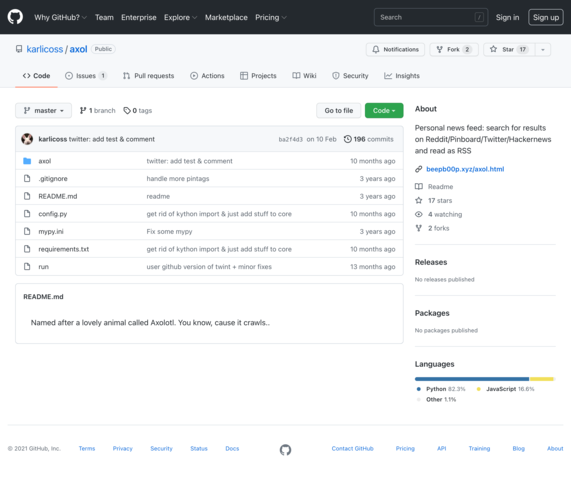 Why GitHub? Team Enterprise Explore Marketplace Pricing Search / Sign in Sign up
karlicoss / axol Public
Notifications Fork 2 Star 17
Code Issues 1 Pull requests Actions Projects Wiki Security Insights
master 1 branch 0 tags Go to file Code
karlicoss twitter: add test & comment ba2f4d3 on 10 Feb 196 commits
axol twitter: add test & comment 10 months ago
.gitignore handle more pintags 3 years ago
README.md readme 3 years ago
config.py get rid of kython import & just add stuff to core 10 months ago
mypy.ini Fix some mypy 3 years ago
requirements.txt get rid of kython import & just add stuff to core 10 months ago
run user github version of twint + minor fixes 13 months ago
README.md
Named after a lovely animal called Axolotl. You know, cause it crawls..
About
Personal news feed: search for results
on Reddit/Pinboard/Twitter/Hackernews
and read as RSS
beepb00p.xyz/axol.html
Readme
17 stars
4 watching
2 forks
Releases
No releases published
Packages
No packages published
Languages
Python 82.3% JavaScript 16.6%
Other 1.1%
© 2021 GitHub, Inc. Terms Privacy Security Status Docs Contact GitHub Pricing API Training Blog About